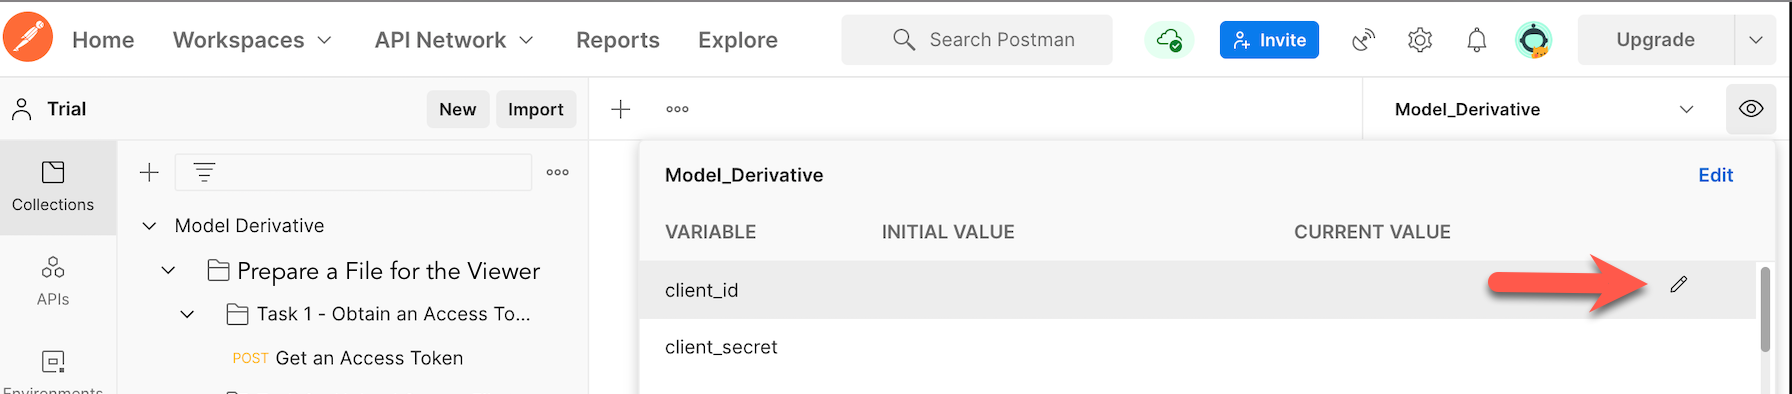 Home Workspaces API Network Reports Explore Search Postman Invite Upgrade
Trial New Import Model_Derivative
Model_Derivative Edit
Collections
VARIABLE INITIAL VALUE CURRENT VALUE
Model Derivative
Prepare a File for the Viewer
client_id
APIs
Task 1 - Obtain an Access To...
client_secret
POST Get an Access Token
Environments